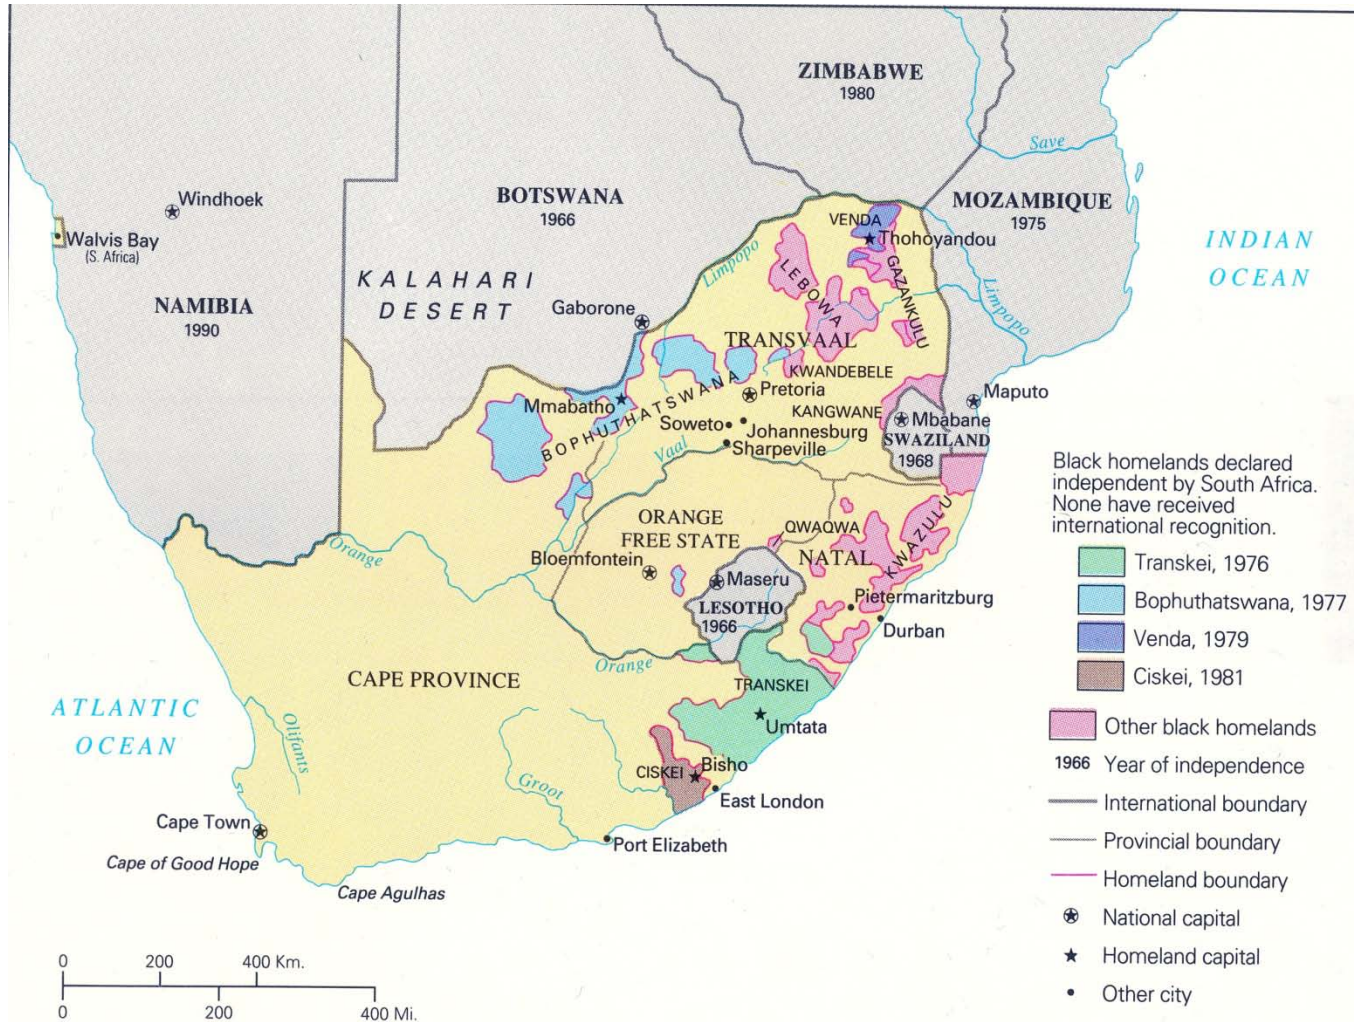 ZIMBABWE
1980
Save
Windhoek
BOTSWANA
1966
MOZAMBIQUE
1975
VENDA
Thohoyandou
Walvis Bay
(S. Africa)
INDIAN
OCEAN
KALAHARI
DESERT
Limpopo
LEBOWA
GAZANKULU
Limpopo
NAMIBIA
1990
Gaborone
TRANSVAAL
KWANDEBELE
Pretoria
Maputo
Mmabatho
BOPHUTHATSWANA
KANGWANE
Mbabane
Soweto
Johannesburg
SWAZILAND
1968
Vaal
Sharpeville
Black homelands declared
independent by South Africa.
None have received
international recognition.
ORANGE
FREE STATE
QWAQWA
KWAZULU
NATAL
Orange
Bloemfontein
Maseru
Transkei, 1976
LESOTHO
1966
Pietermaritzburg
Bophuthatswana, 1977
Durban
Venda, 1979
Orange
CAPE PROVINCE
TRANSKEI
Ciskei, 1981
ATLANTIC
OCEAN
Olifants
Umtata
Other black homelands
CISKEI
Bisho
1966 Year of independence
Groot
East London
International boundary
Cape Town
Port Elizabeth
Provincial boundary
Cape of Good Hope
Cape Agulhas
Homeland boundary
National capital
0 200 400 Km.
Homeland capital
0 200 400 Mi.
Other city